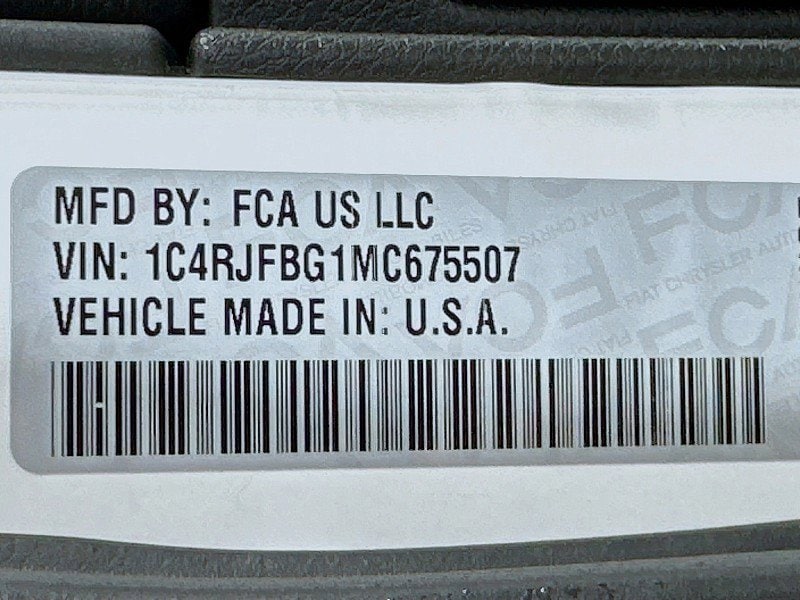 MFD BY: FCA US LLC
VIN: 1C4RJFBG1MC675507
VEHICLE MADE IN: U.S.A.